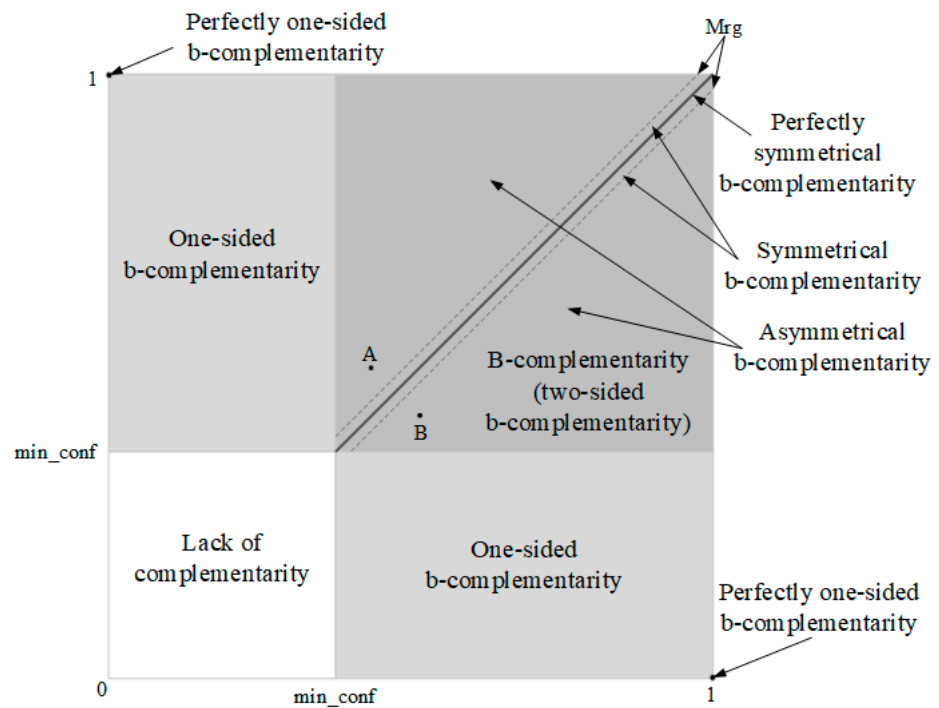 Perfectly one-sided
b-complementarity
Mrg
1
Perfectly
symmetrical
b-complementarity
One-sided
b-complementarity
Symmetrical
b-complementarity
Asymmetrical
b-complementarity
A
B-complementarity
(two-sided
b-complementarity)
B
min_conf
Lack of
complementarity
One-sided
b-complementarity
Perfectly one-sided
b-complementarity
0
min_conf
1